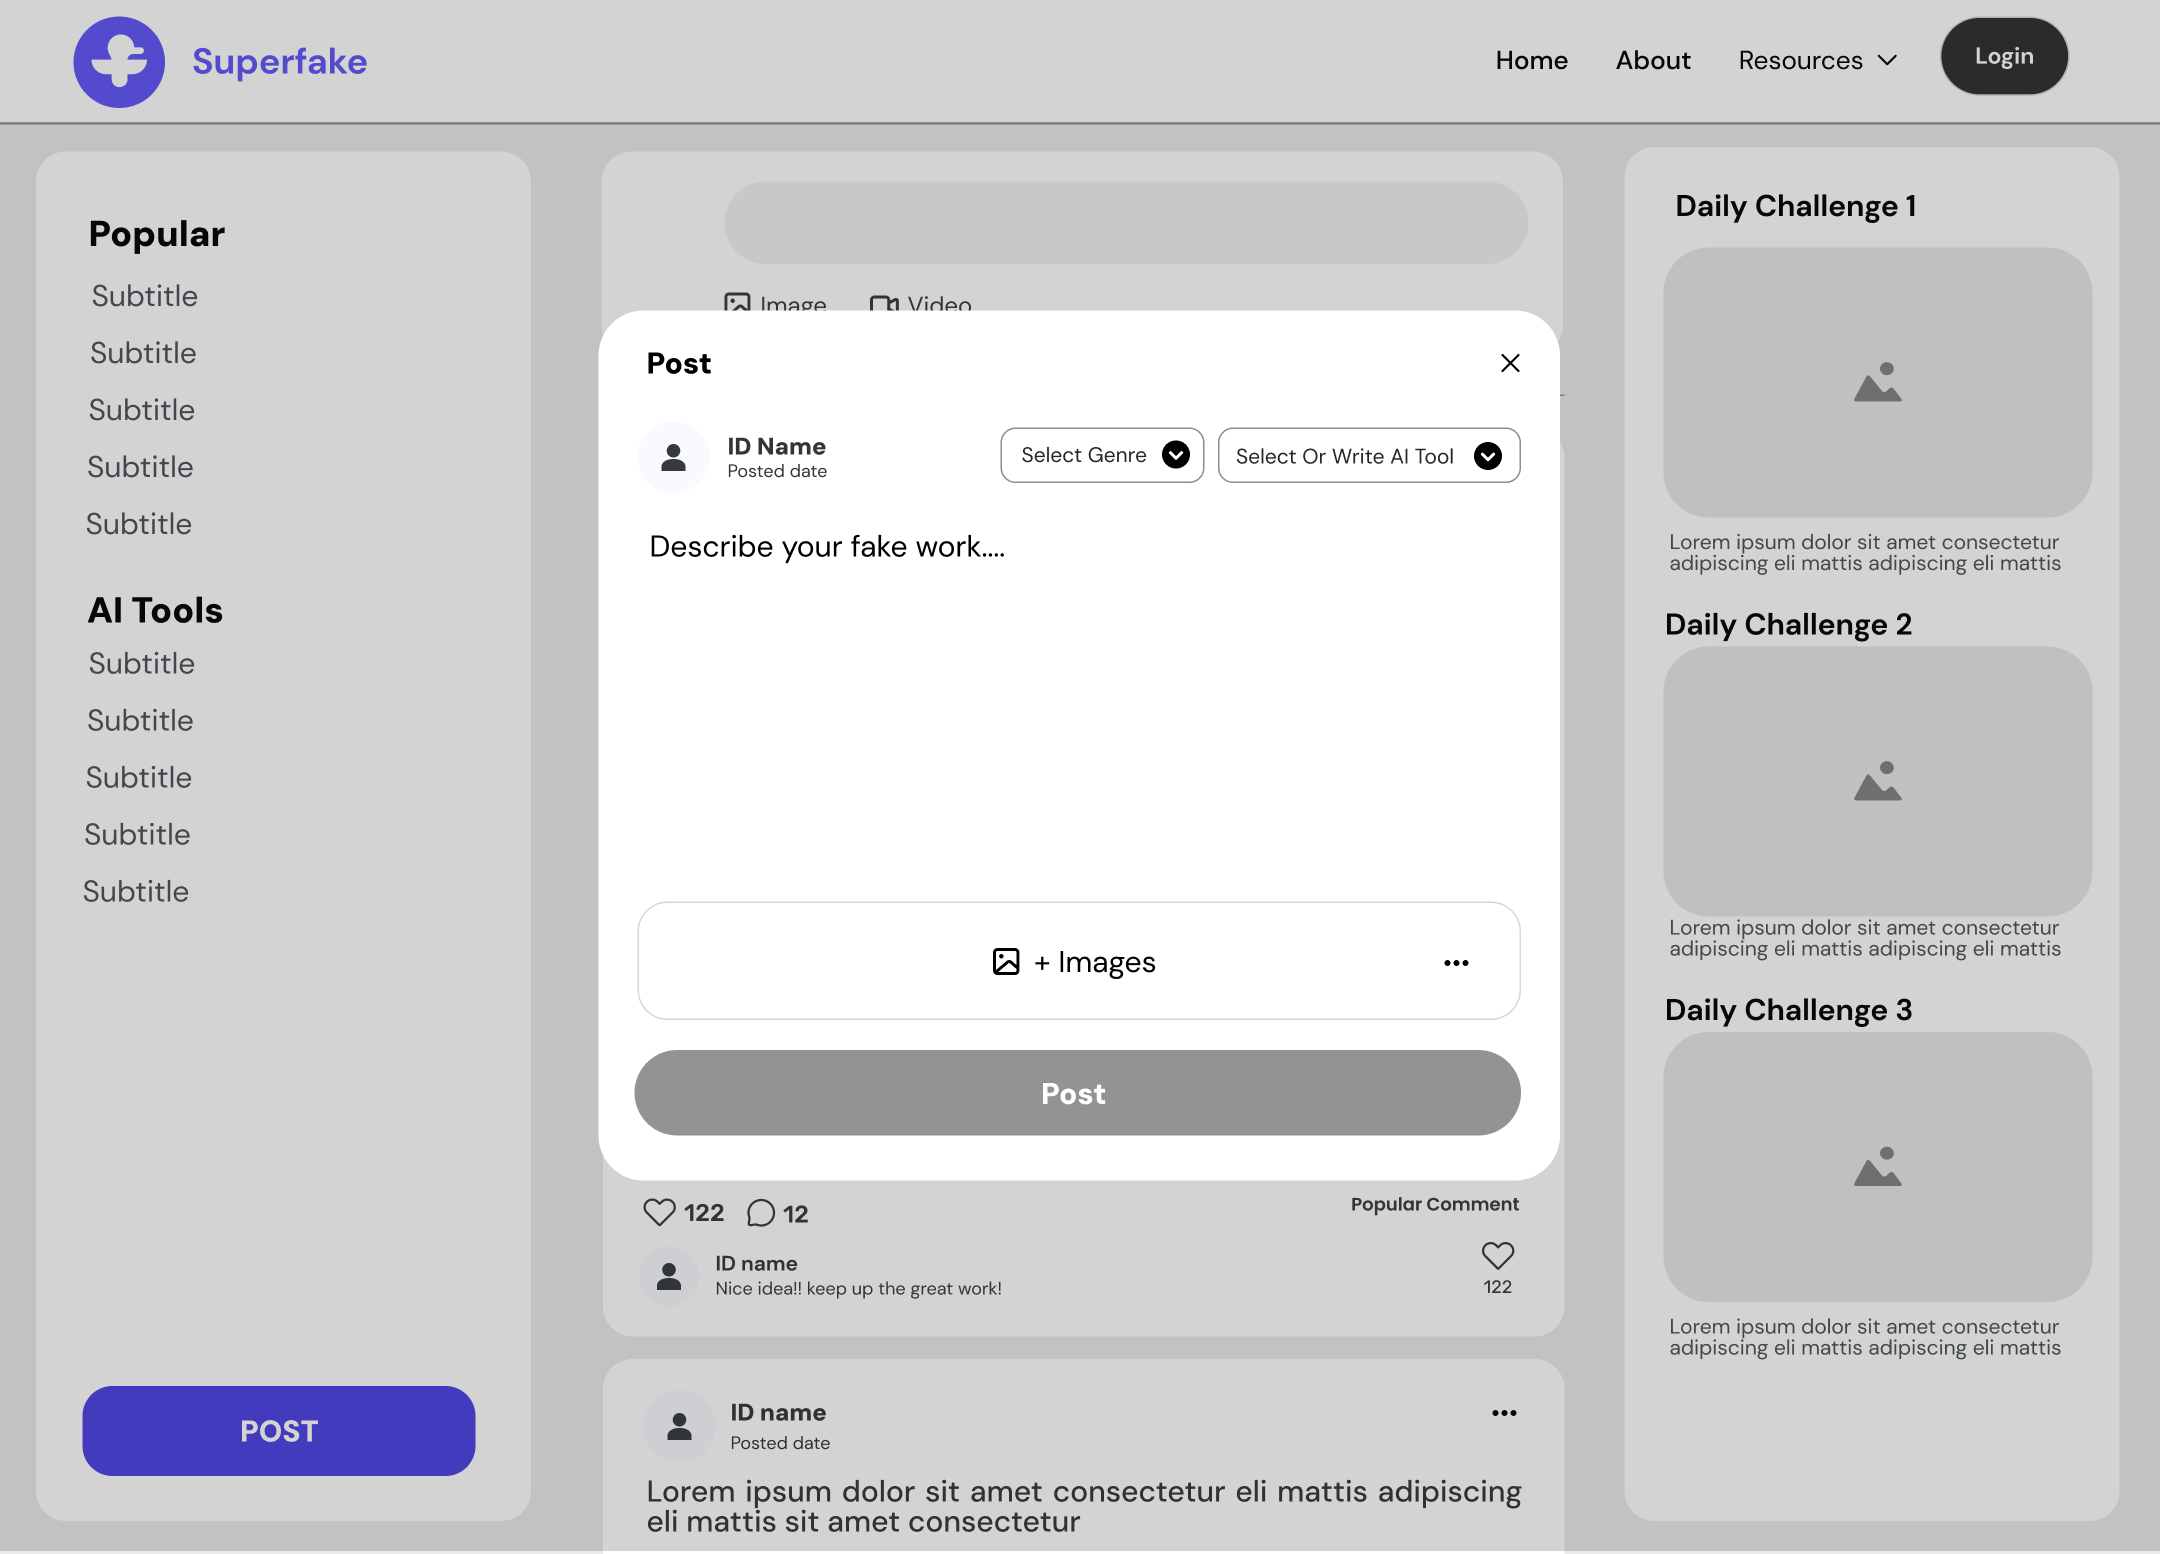 Superfake
Home
About
Resources
Login
Popular
Subtitle
Subtitle
Subtitle
Subtitle
Subtitle
AI Tools
Subtitle
Subtitle
Subtitle
Subtitle
Subtitle
POST
Image
Video
Post
ID Name
Posted date
Select Genre
Select Or Write AI Tool
Describe your fake work....
+ Images
Post
122
12
Popular Comment
ID name
Nice idea!! keep up the great work!
122
ID name
Posted date
Lorem ipsum dolor sit amet consectetur eli mattis adipiscing
eli mattis sit amet consectetur
Daily Challenge 1
Lorem ipsum dolor sit amet consectetur
adipiscing eli mattis adipiscing eli mattis
Daily Challenge 2
Lorem ipsum dolor sit amet consectetur
adipiscing eli mattis adipiscing eli mattis
Daily Challenge 3
Lorem ipsum dolor sit amet consectetur
adipiscing eli mattis adipiscing eli mattis